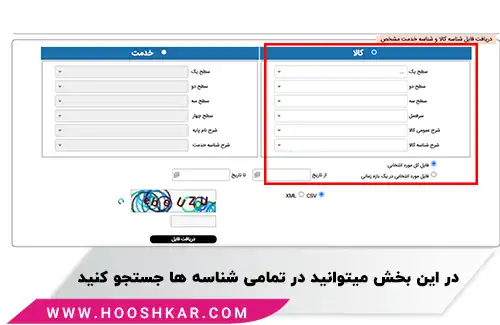 دریافت فایل شناسه کالا و شناسه خدمت مشخص
کالا
خدمت
سطح یک
سطح یک
سطح دو
سطح دو
سطح سه
سطح سه
سرفصل
سطح چهار
شرح عمومی کالا
شرح نام پایه
شرح شناسه کالا
شرح شناسه خدمت
فایل کل مورد انتخابی
فایل مورد انتخابی در یک بازه زمانی
از تاریخ
تا تاریخ
CSV
XML
دریافت فایل
در این بخش میتوانید در تمامی شناسه ها جستجو کنید
WWW.HOOSHKAR.COM